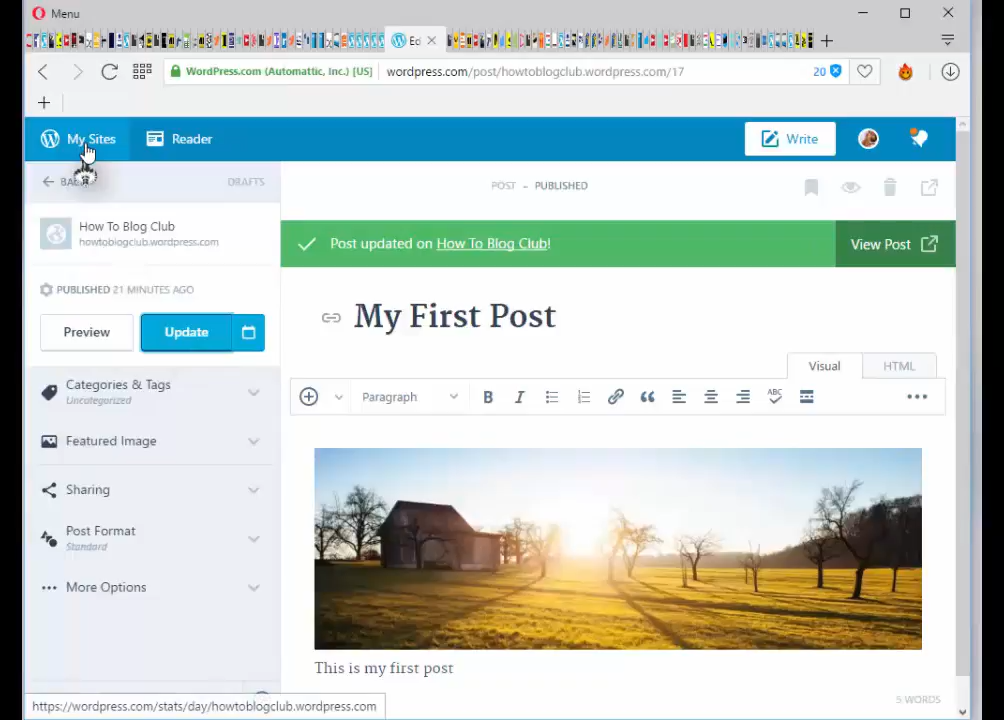 Menu
Ed
WordPress.com (Automattic, Inc.) [US]
wordpress.com/post/howtoblogclub.wordpress.com/17
20
My Sites
Reader
Write
DRAFTS
POST
PUBLISHED
How To Blog Club
howtoblogclub.wordpress.com
Post updated on How To Blog Club!
View Post
PUBLISHED 21 MINUTES AGO
My First Post
Preview
Update
Visual
HTML
Categories & Tags
Uncategorized
Paragraph
B
I
ABC
Featured Image
Sharing
Post Format
Standard
More Options
This is my first post
5 WORDS
https://wordpress.com/stats/day/howtoblogclub.wordpress.com